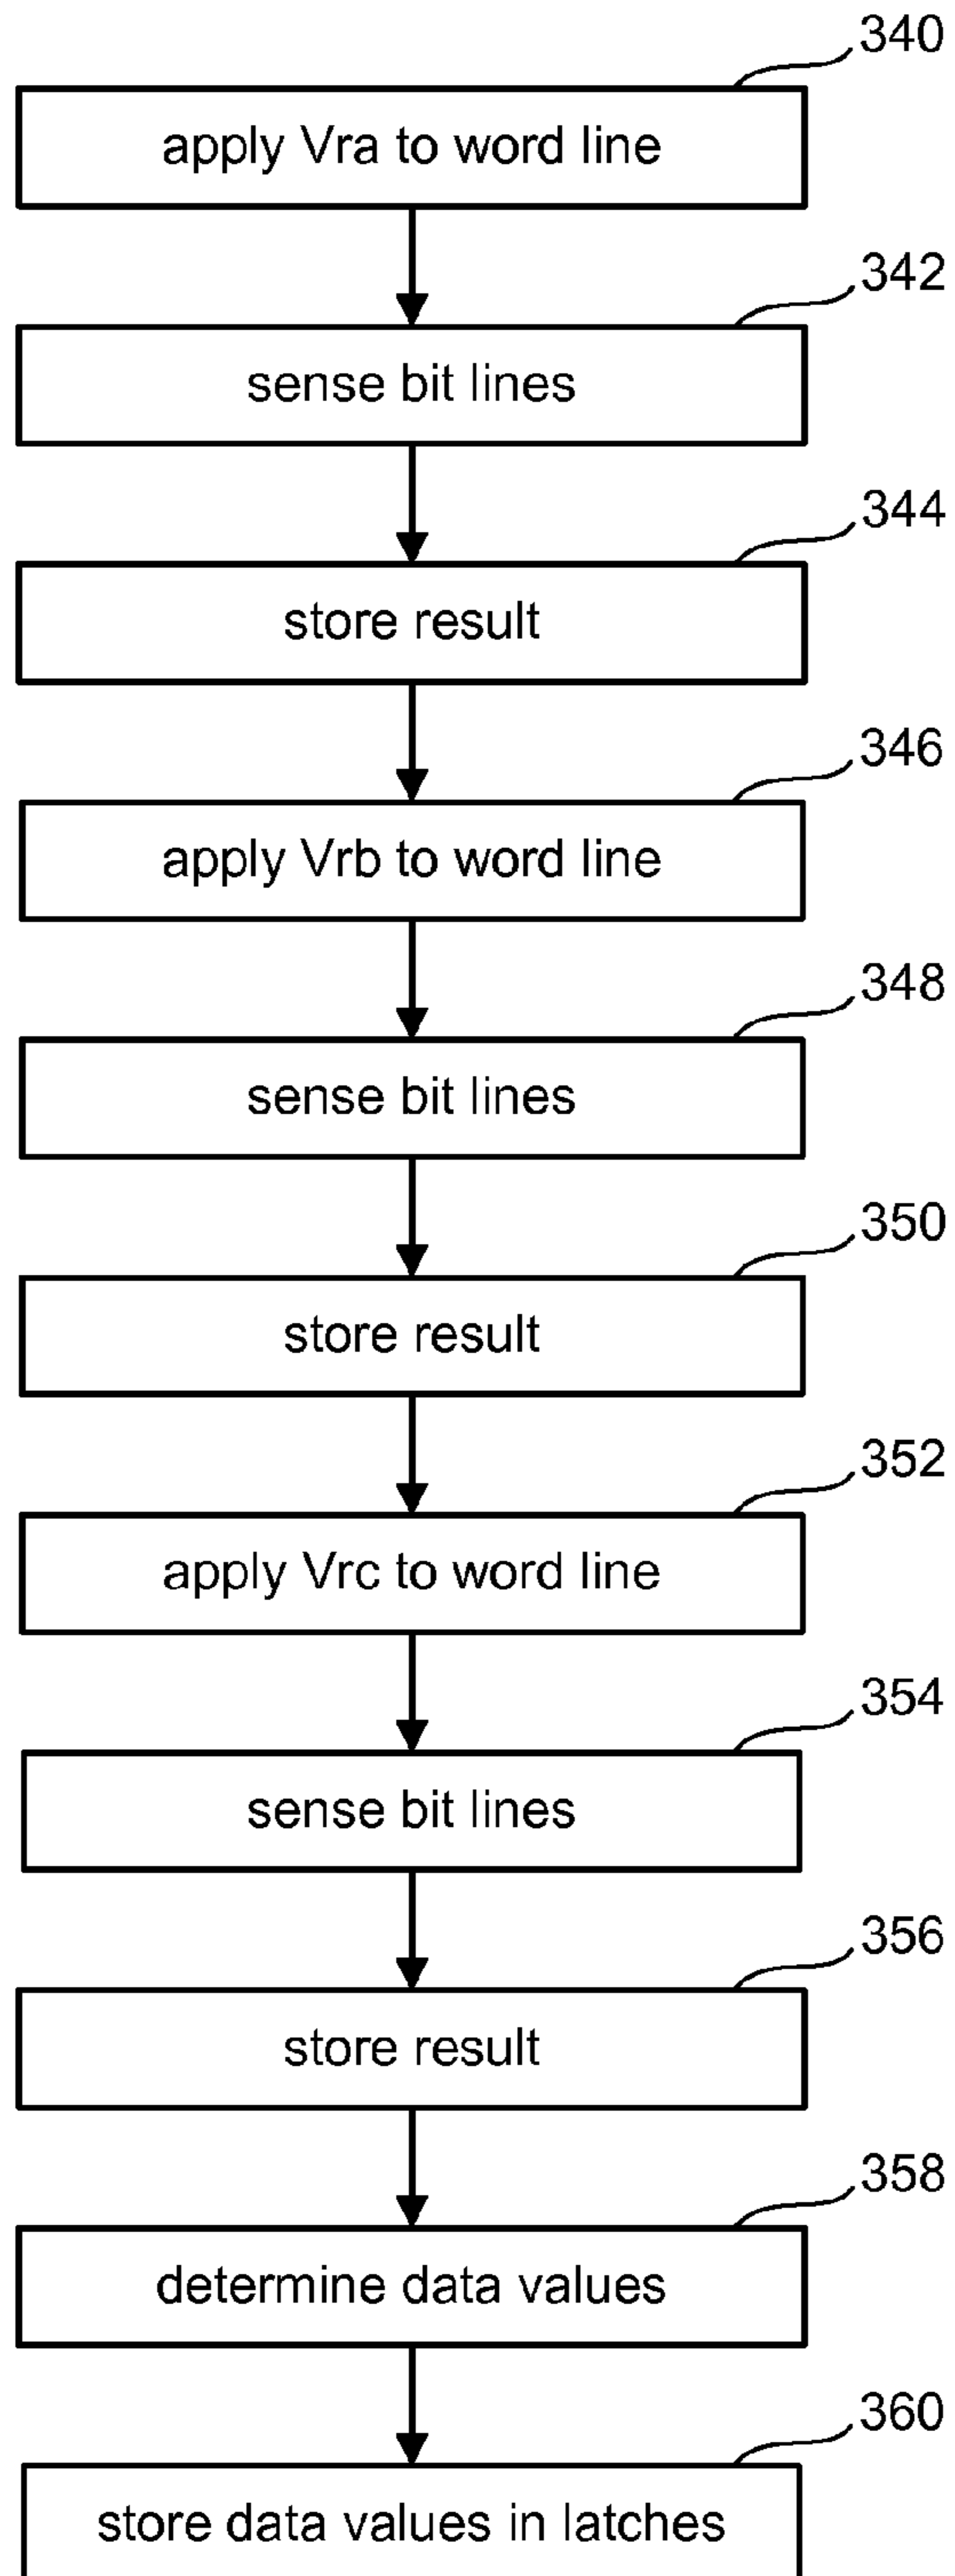 340
apply Vra to word line
342
sense bit lines
344
store result
346
apply Vrb to word line
348
sense bit lines
350
store result
352
apply Vrc to word line
354
sense bit lines
356
store result
358
determine data values
360
store data values in latches